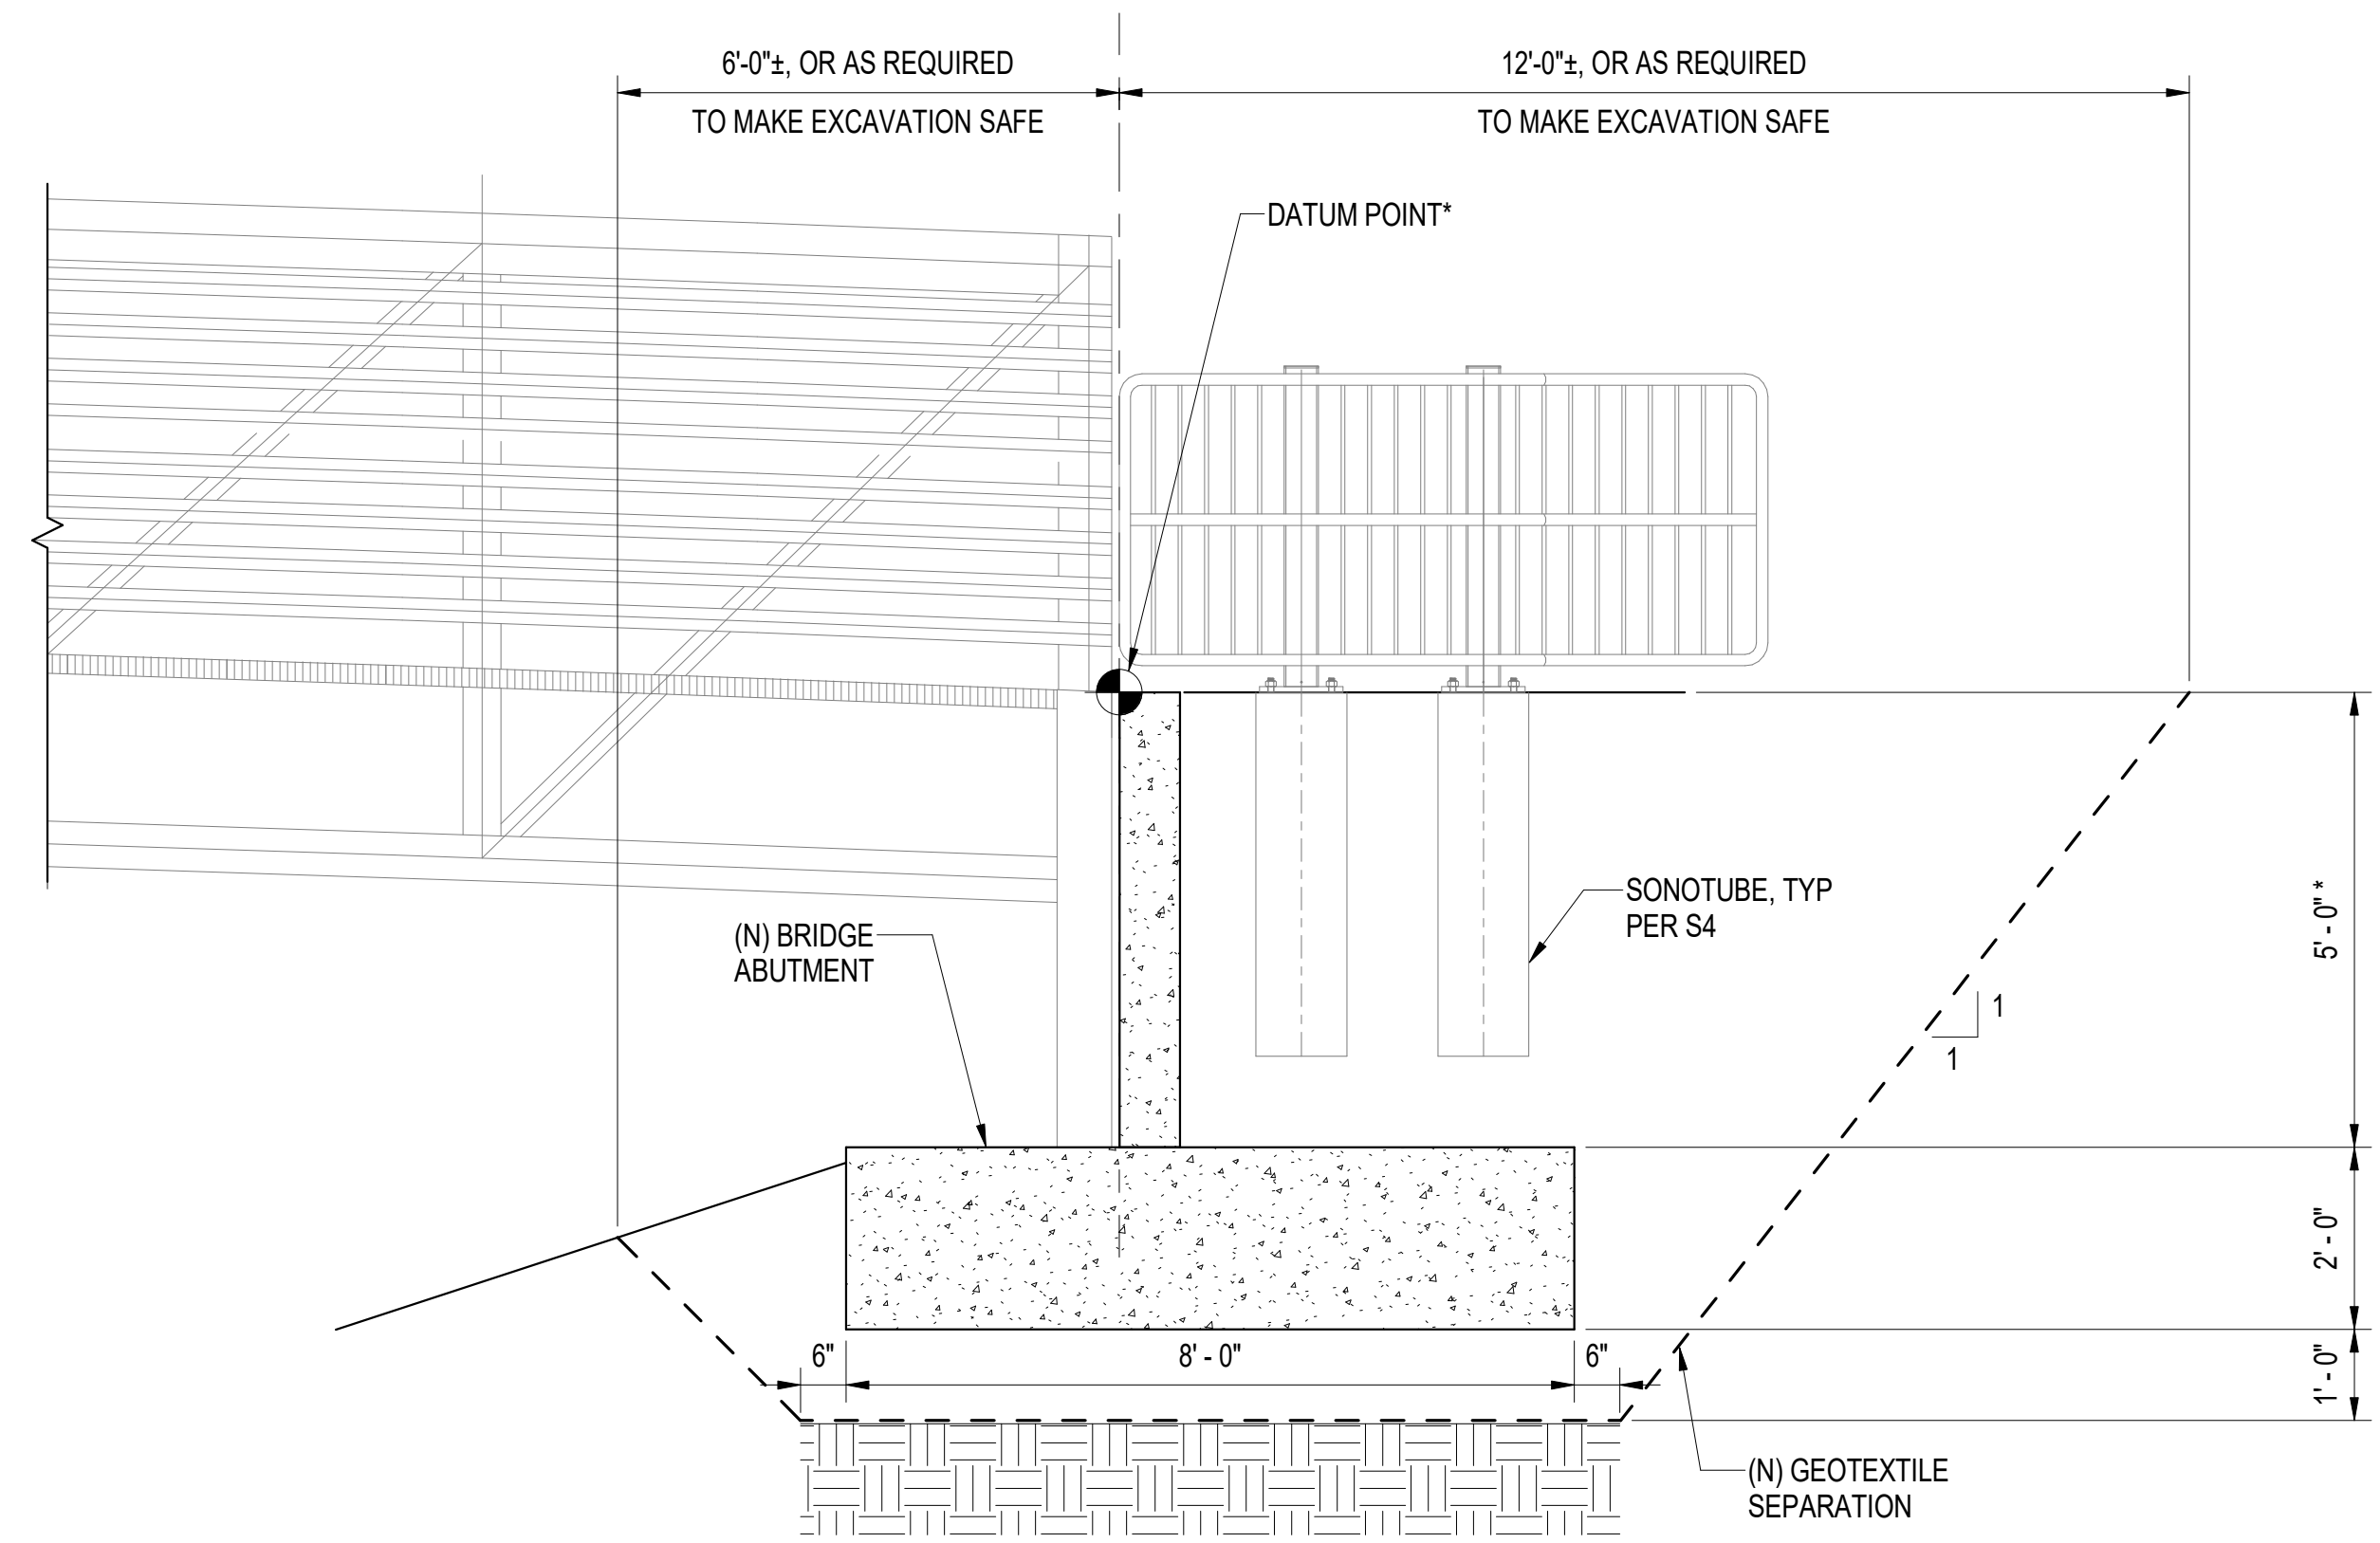 6'-0"±, OR AS REQUIRED
TO MAKE EXCAVATION SAFE
12'-0"±, OR AS REQUIRED
TO MAKE EXCAVATION SAFE
DATUM POINT*
SONOTUBE, TYP
PER S4
(N) BRIDGE
ABUTMENT
5' - 0" *
1
1
2' - 0"
6"
8' - 0"
6"
1' - 0"
(N) GEOTEXTILE
SEPARATION